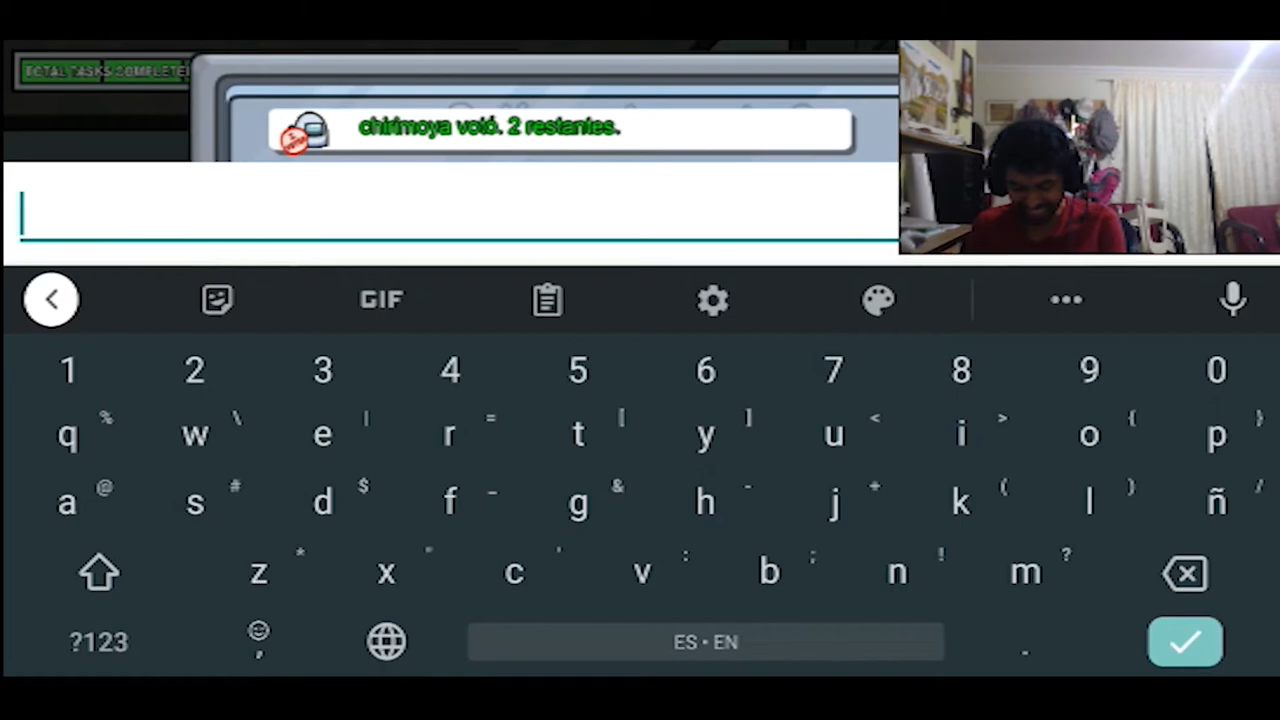 TOTAL TASKS COMPLETED
chirimoya votó. 2 restantes.
GIF
1 2 3 4 5 6 7 8 9 0
q % w \ e | r = t [ y ] u < i > o { p }
a @ s # d $ f _ g & h - j + k ( l ) ñ /
z * x " c ' v : b ; n ! m ?
?123 , ES • EN .